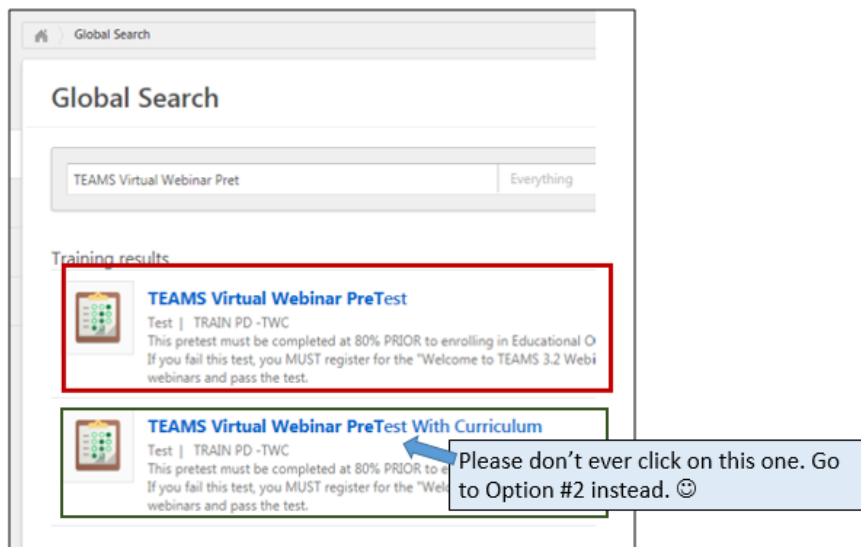 Global Search
Global Search
TEAMS Virtual Webinar Pret
Everything
Training results
TEAMS Virtual Webinar PreTest
Test | TRAIN PD -TWC
This pretest must be completed at 80% PRIOR to enrolling in Educational O
If you fail this test, you MUST register for the "Welcome to TEAMS 3.2 Webi
webinars and pass the test.
TEAMS Virtual Webinar PreTest With Curriculum
Test | TRAIN PD -TWC
This pretest must be completed at 80% PRIOR to e
If you fail this test, you MUST register for the "Welc
webinars and pass the test.
Please don't ever click on this one. Go
to Option #2 instead. ☺